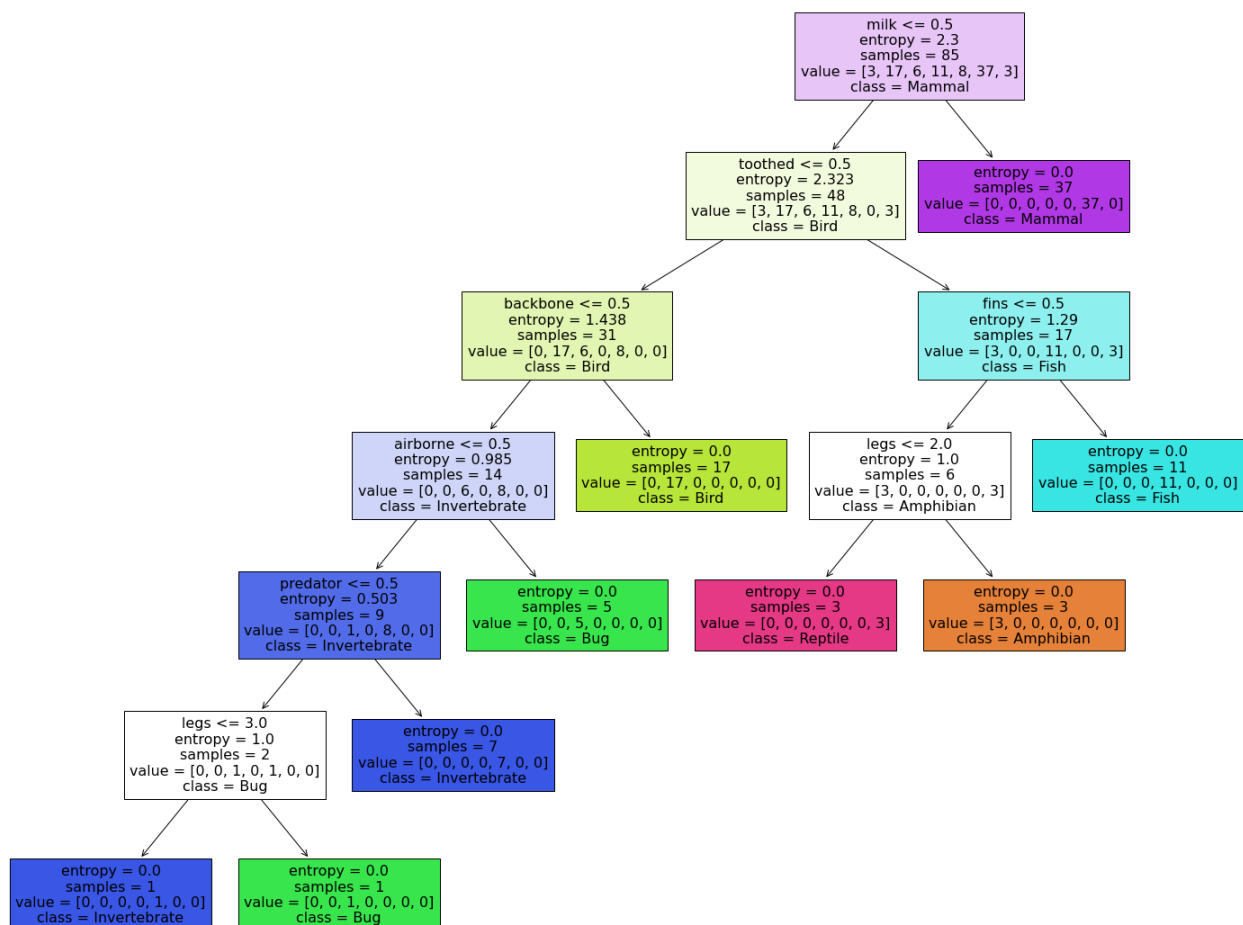 milk <= 0.5
entropy = 2.3
samples = 85
value = [3, 17, 6, 11, 8, 37, 3]
class = Mammal
toothed <= 0.5
entropy = 2.323
samples = 48
value = [3, 17, 6, 11, 8, 0, 3]
class = Bird
entropy = 0.0
samples = 37
value = [0, 0, 0, 0, 0, 37, 0]
class = Mammal
backbone <= 0.5
entropy = 1.438
samples = 31
value = [0, 17, 6, 0, 8, 0, 0]
class = Bird
fins <= 0.5
entropy = 1.29
samples = 17
value = [3, 0, 0, 11, 0, 0, 3]
class = Fish
airborne <= 0.5
entropy = 0.985
samples = 14
value = [0, 0, 6, 0, 8, 0, 0]
class = Invertebrate
entropy = 0.0
samples = 17
value = [0, 17, 0, 0, 0, 0, 0]
class = Bird
legs <= 2.0
entropy = 1.0
samples = 6
value = [3, 0, 0, 0, 0, 0, 3]
class = Amphibian
entropy = 0.0
samples = 11
value = [0, 0, 0, 11, 0, 0, 0]
class = Fish
predator <= 0.5
entropy = 0.503
samples = 9
value = [0, 0, 1, 0, 8, 0, 0]
class = Invertebrate
entropy = 0.0
samples = 5
value = [0, 0, 5, 0, 0, 0, 0]
class = Bug
entropy = 0.0
samples = 3
value = [0, 0, 0, 0, 0, 0, 3]
class = Reptile
entropy = 0.0
samples = 3
value = [3, 0, 0, 0, 0, 0, 0]
class = Amphibian
legs <= 3.0
entropy = 1.0
samples = 2
value = [0, 0, 1, 0, 1, 0, 0]
class = Bug
entropy = 0.0
samples = 7
value = [0, 0, 0, 0, 7, 0, 0]
class = Invertebrate
entropy = 0.0
samples = 1
value = [0, 0, 0, 0, 1, 0, 0]
class = Invertebrate
entropy = 0.0
samples = 1
value = [0, 0, 1, 0, 0, 0, 0]
class = Bug